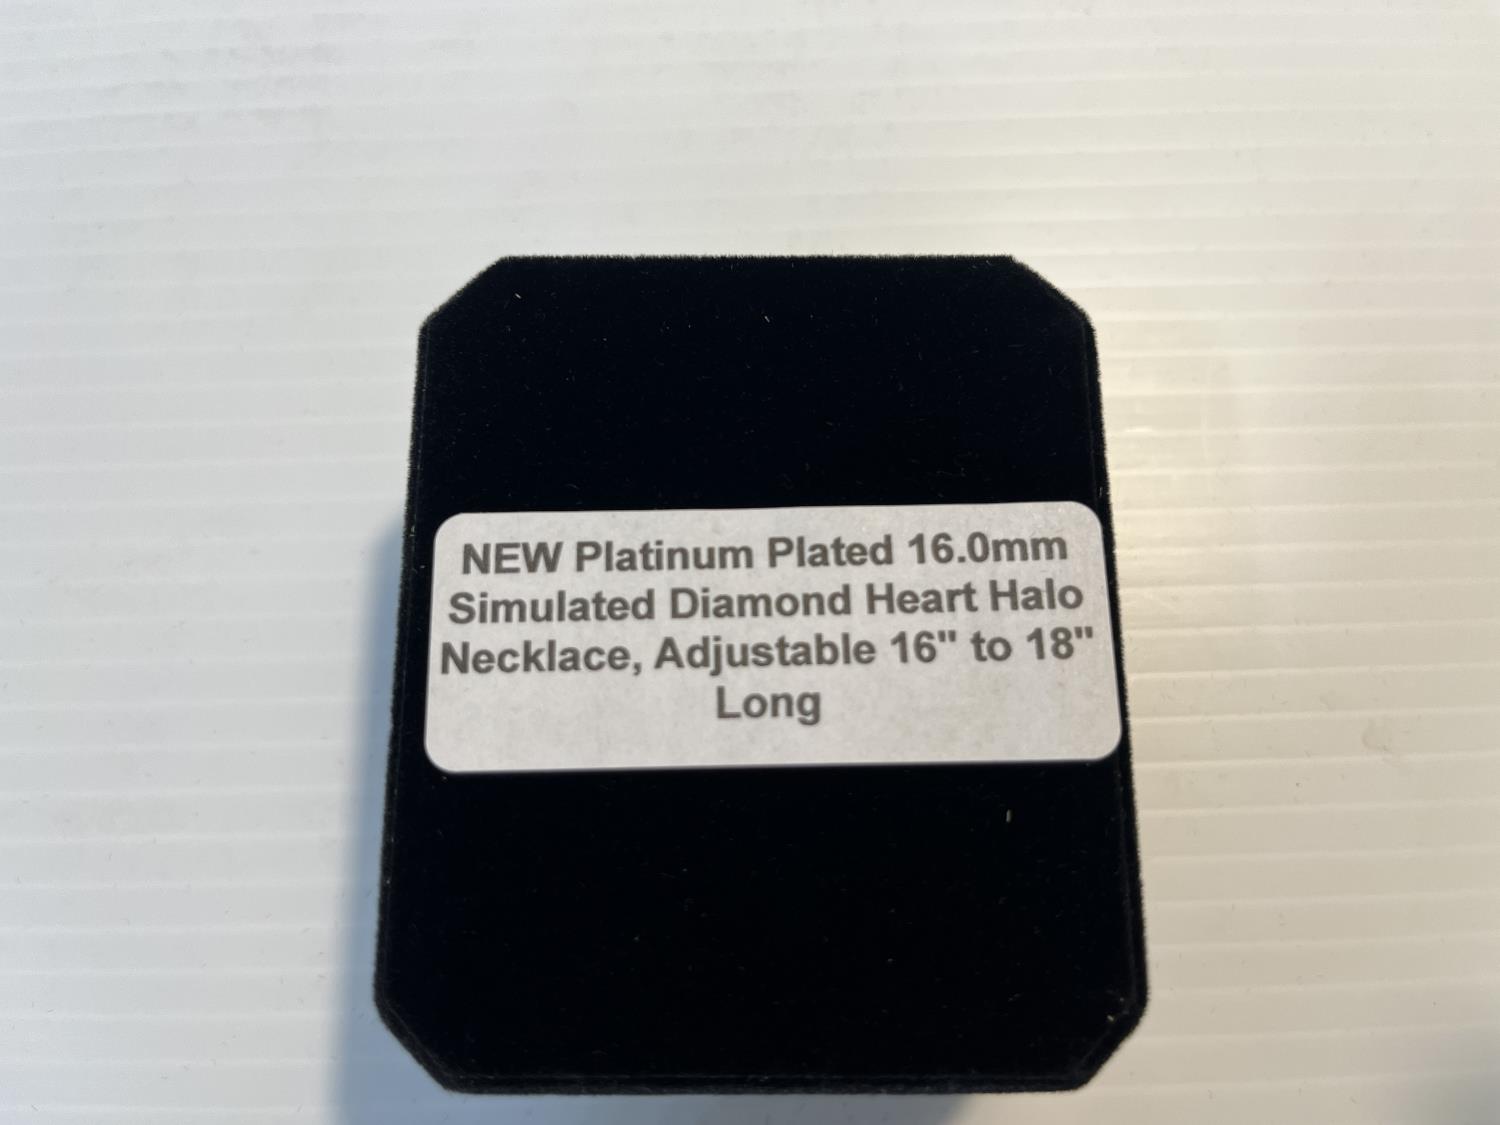 NEW Platinum Plated 16.0mm
Simulated Diamond Heart Halo
Necklace, Adjustable 16" to 18"
Long